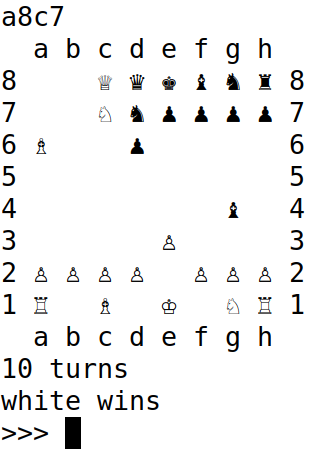 a8c7
a b c d e f g h
8 ♕ ♛ ♚ ♝ ♞ ♜ 8
7 ♘ ♞ ♟ ♟ ♟ ♟ 7
6 ♗ ♟ 6
5 5
4 ♝ 4
3 ♙ 3
2 ♙ ♙ ♙ ♙ ♙ ♙ ♙ 2
1 ♖ ♗ ♔ ♘ ♖ 1
a b c d e f g h
10 turns
white wins
>>>